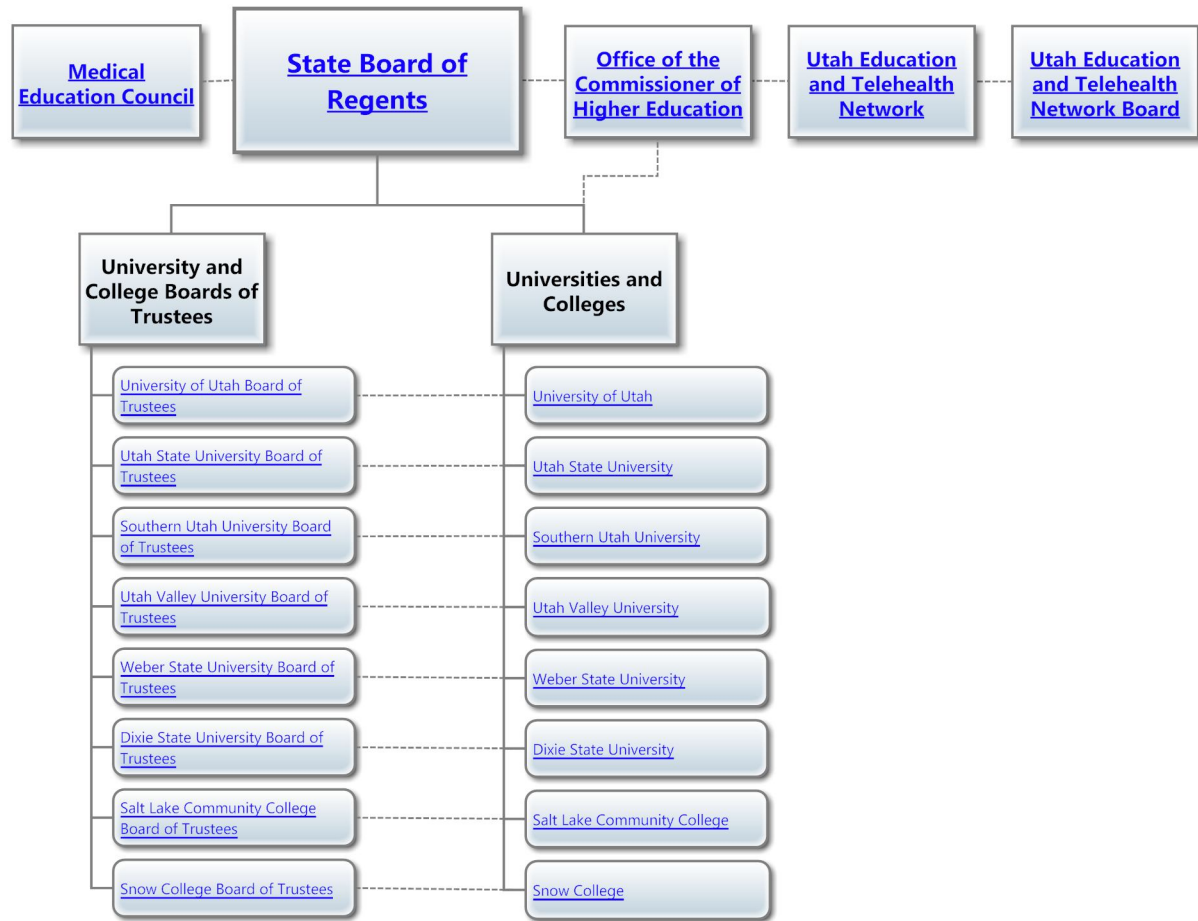 Medical
Education Council
State Board of
Regents
Office of the
Commissioner of
Higher Education
Utah Education
and Telehealth
Network
Utah Education
and Telehealth
Network Board
University and
College Boards of
Trustees
Universities and
Colleges
University of Utah Board of
Trustees
University of Utah
Utah State University Board of
Trustees
Utah State University
Southern Utah University Board
of Trustees
Southern Utah University
Utah Valley University Board of
Trustees
Utah Valley University
Weber State University Board of
Trustees
Weber State University
Dixie State University Board of
Trustees
Dixie State University
Salt Lake Community College
Board of Trustees
Salt Lake Community College
Snow College Board of Trustees
Snow College